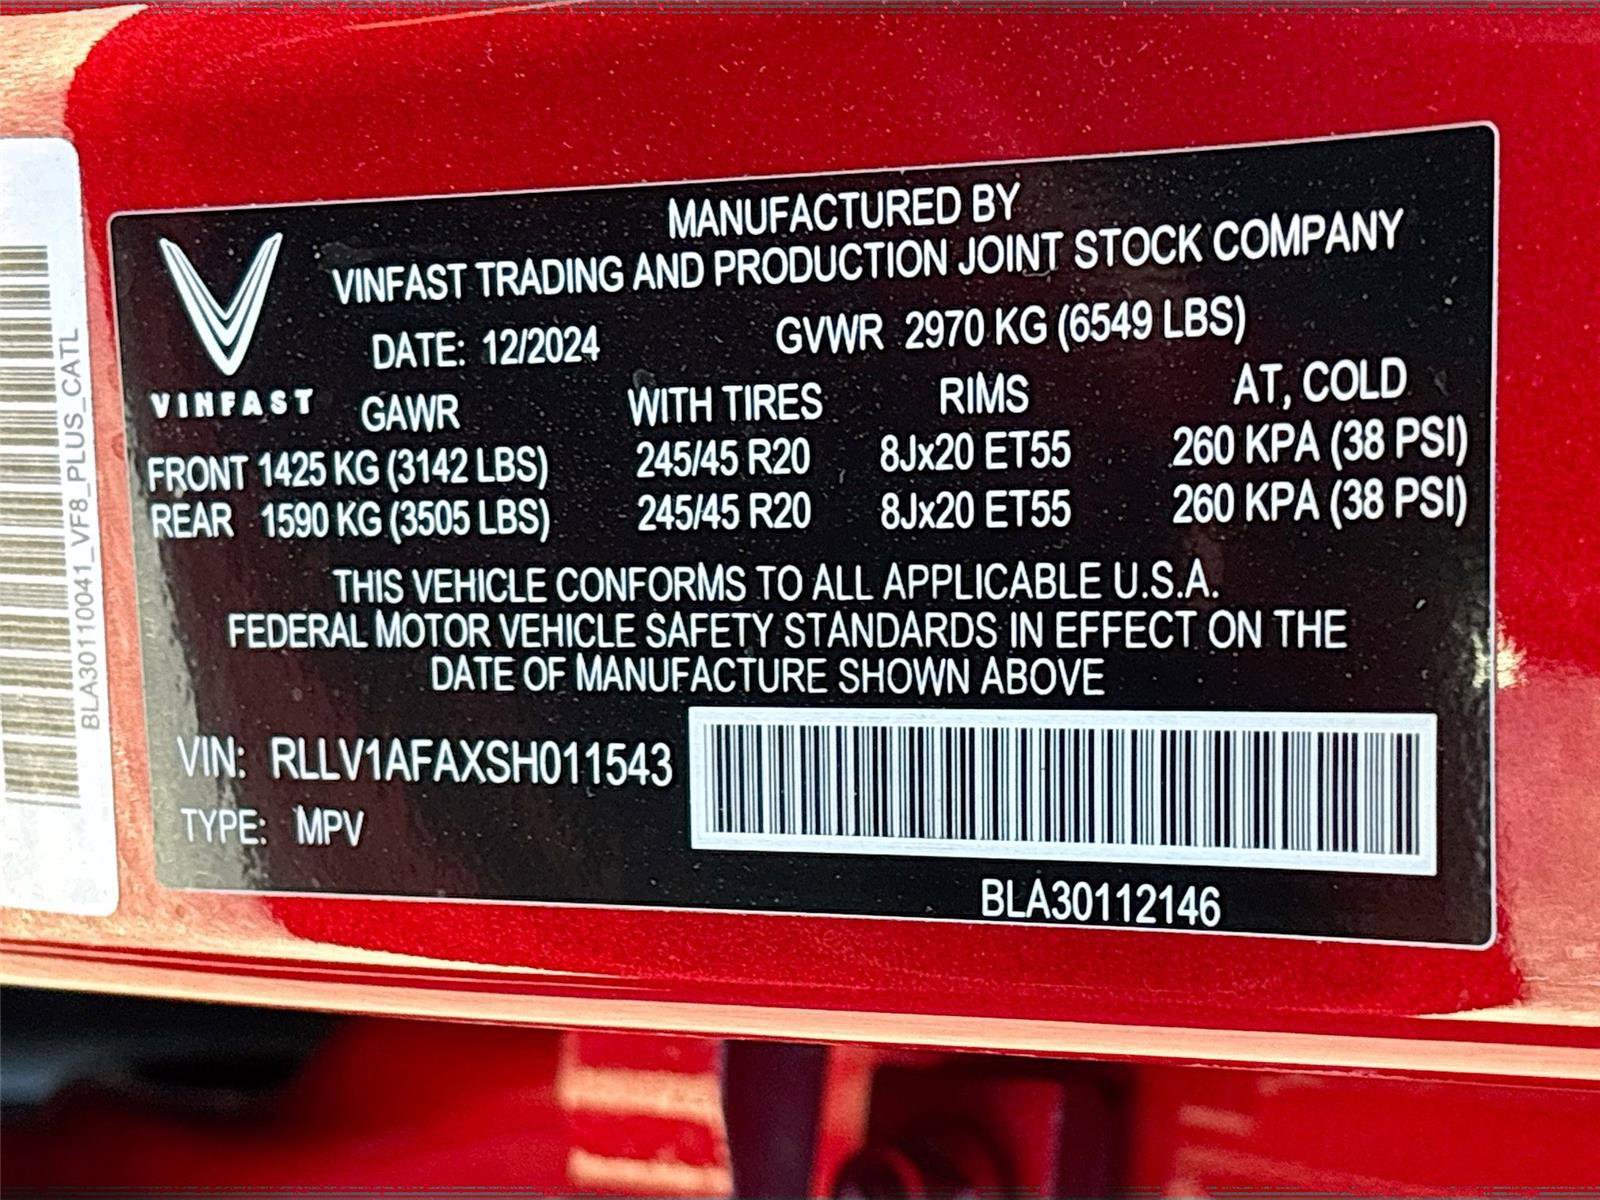 MANUFACTURED BY
VINFAST TRADING AND PRODUCTION JOINT STOCK COMPANY
DATE: 12/2024 GVWR 2970 KG (6549 LBS)
VINFAST
GAWR WITH TIRES RIMS AT, COLD
FRONT 1425 KG (3142 LBS) 245/45 R20 8Jx20 ET55 260 KPA (38 PSI)
REAR 1590 KG (3505 LBS) 245/45 R20 8Jx20 ET55 260 KPA (38 PSI)
THIS VEHICLE CONFORMS TO ALL APPLICABLE U.S.A.
FEDERAL MOTOR VEHICLE SAFETY STANDARDS IN EFFECT ON THE
DATE OF MANUFACTURE SHOWN ABOVE
VIN: RLLV1AFAXSH011543
TYPE: MPV
BLA30112146
BLA30110041_VF8_PLUS_CATL